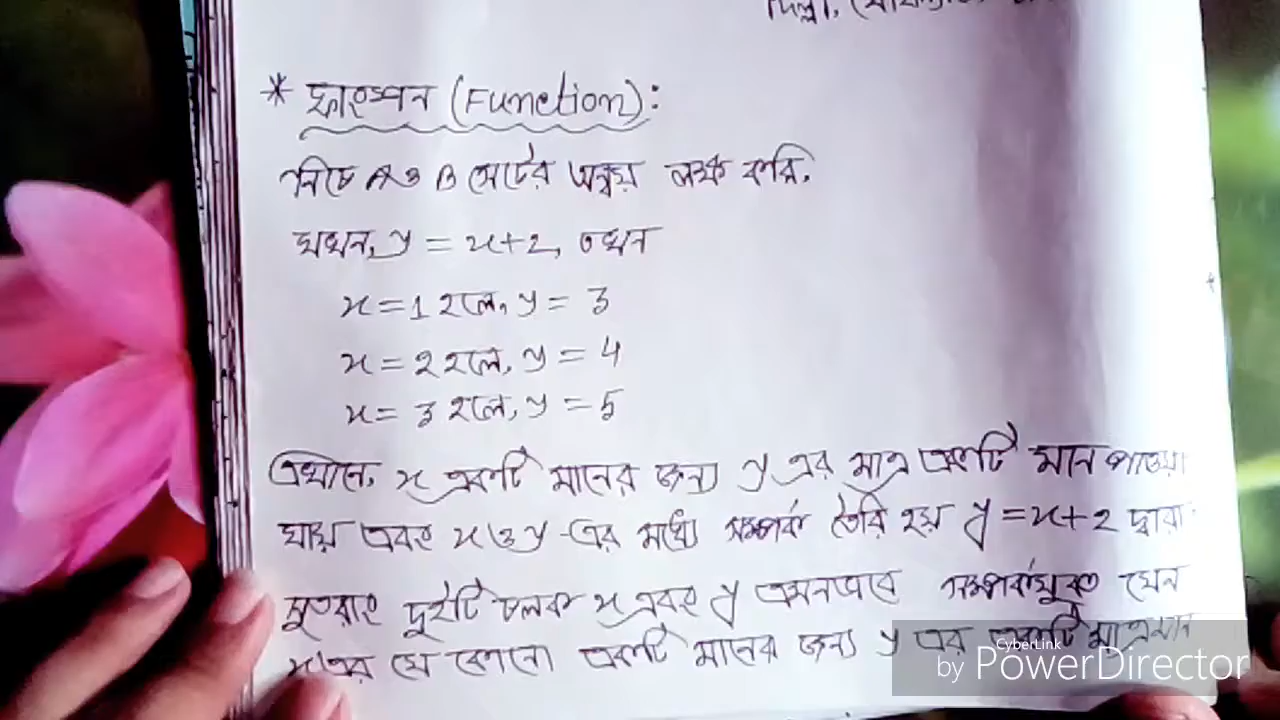 * ফাংশন (Function):
নিচে A ও B সেটের অন্বয় লক্ষ করি,
যখন, y = x+2, তখন
x = 1 হলে, y = 3
x = 2 হলে, y = 4
x = 3 হলে, y = 5
এখানে, x একটি মানের জন্য y এর মাত্র একটি মান পাওয়া
যায় এবং x ও y -এর মধ্যে সম্পর্ক তৈরি হয় y = x+2 দ্বারা
সুতরাং দুইটি চলক x এবং y এমনভাবে সম্পর্কযুক্ত যেন
x এর যে কোনো একটি মানের জন্য y এর একটি মাত্র মান
CyberLink
by PowerDirector